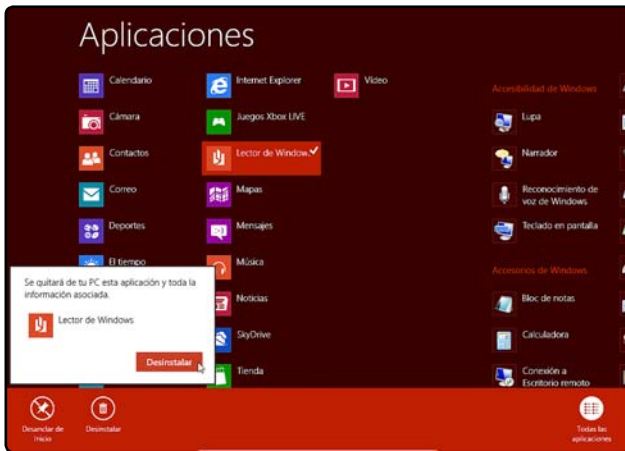 Aplicaciones
Calendario
Cámara
Contactos
Correo
Deportes
El tiempo
Internet Explorer
Juegos Xbox LIVE
Lector de Window..
Mapas
Mensajes
Música
Noticias
SkyDrive
Tienda
Vídeo
Accesibilidad de Windows
Lupa
Narrador
Reconocimiento de
voz de Windows
Teclado en pantalla
Accesorios de Windows
Bloc de notas
Calculadora
Conexión a
Escritorio remoto
Se quitará de tu PC esta aplicación y toda la
información asociada.
Lector de Windows
Desinstalar
Desanclar de
Inicio
Desinstalar
Todas las
aplicaciones